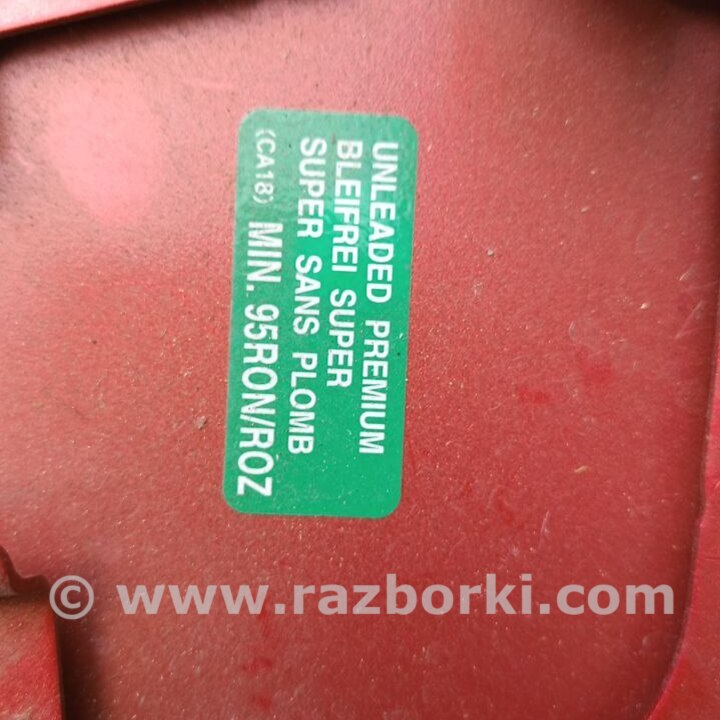 UNLEADED PREMIUM
BLEIFREI SUPER
SUPER SANS PLOMB
(CA18) MIN. 95RON/ROZ
© www.razborki.com